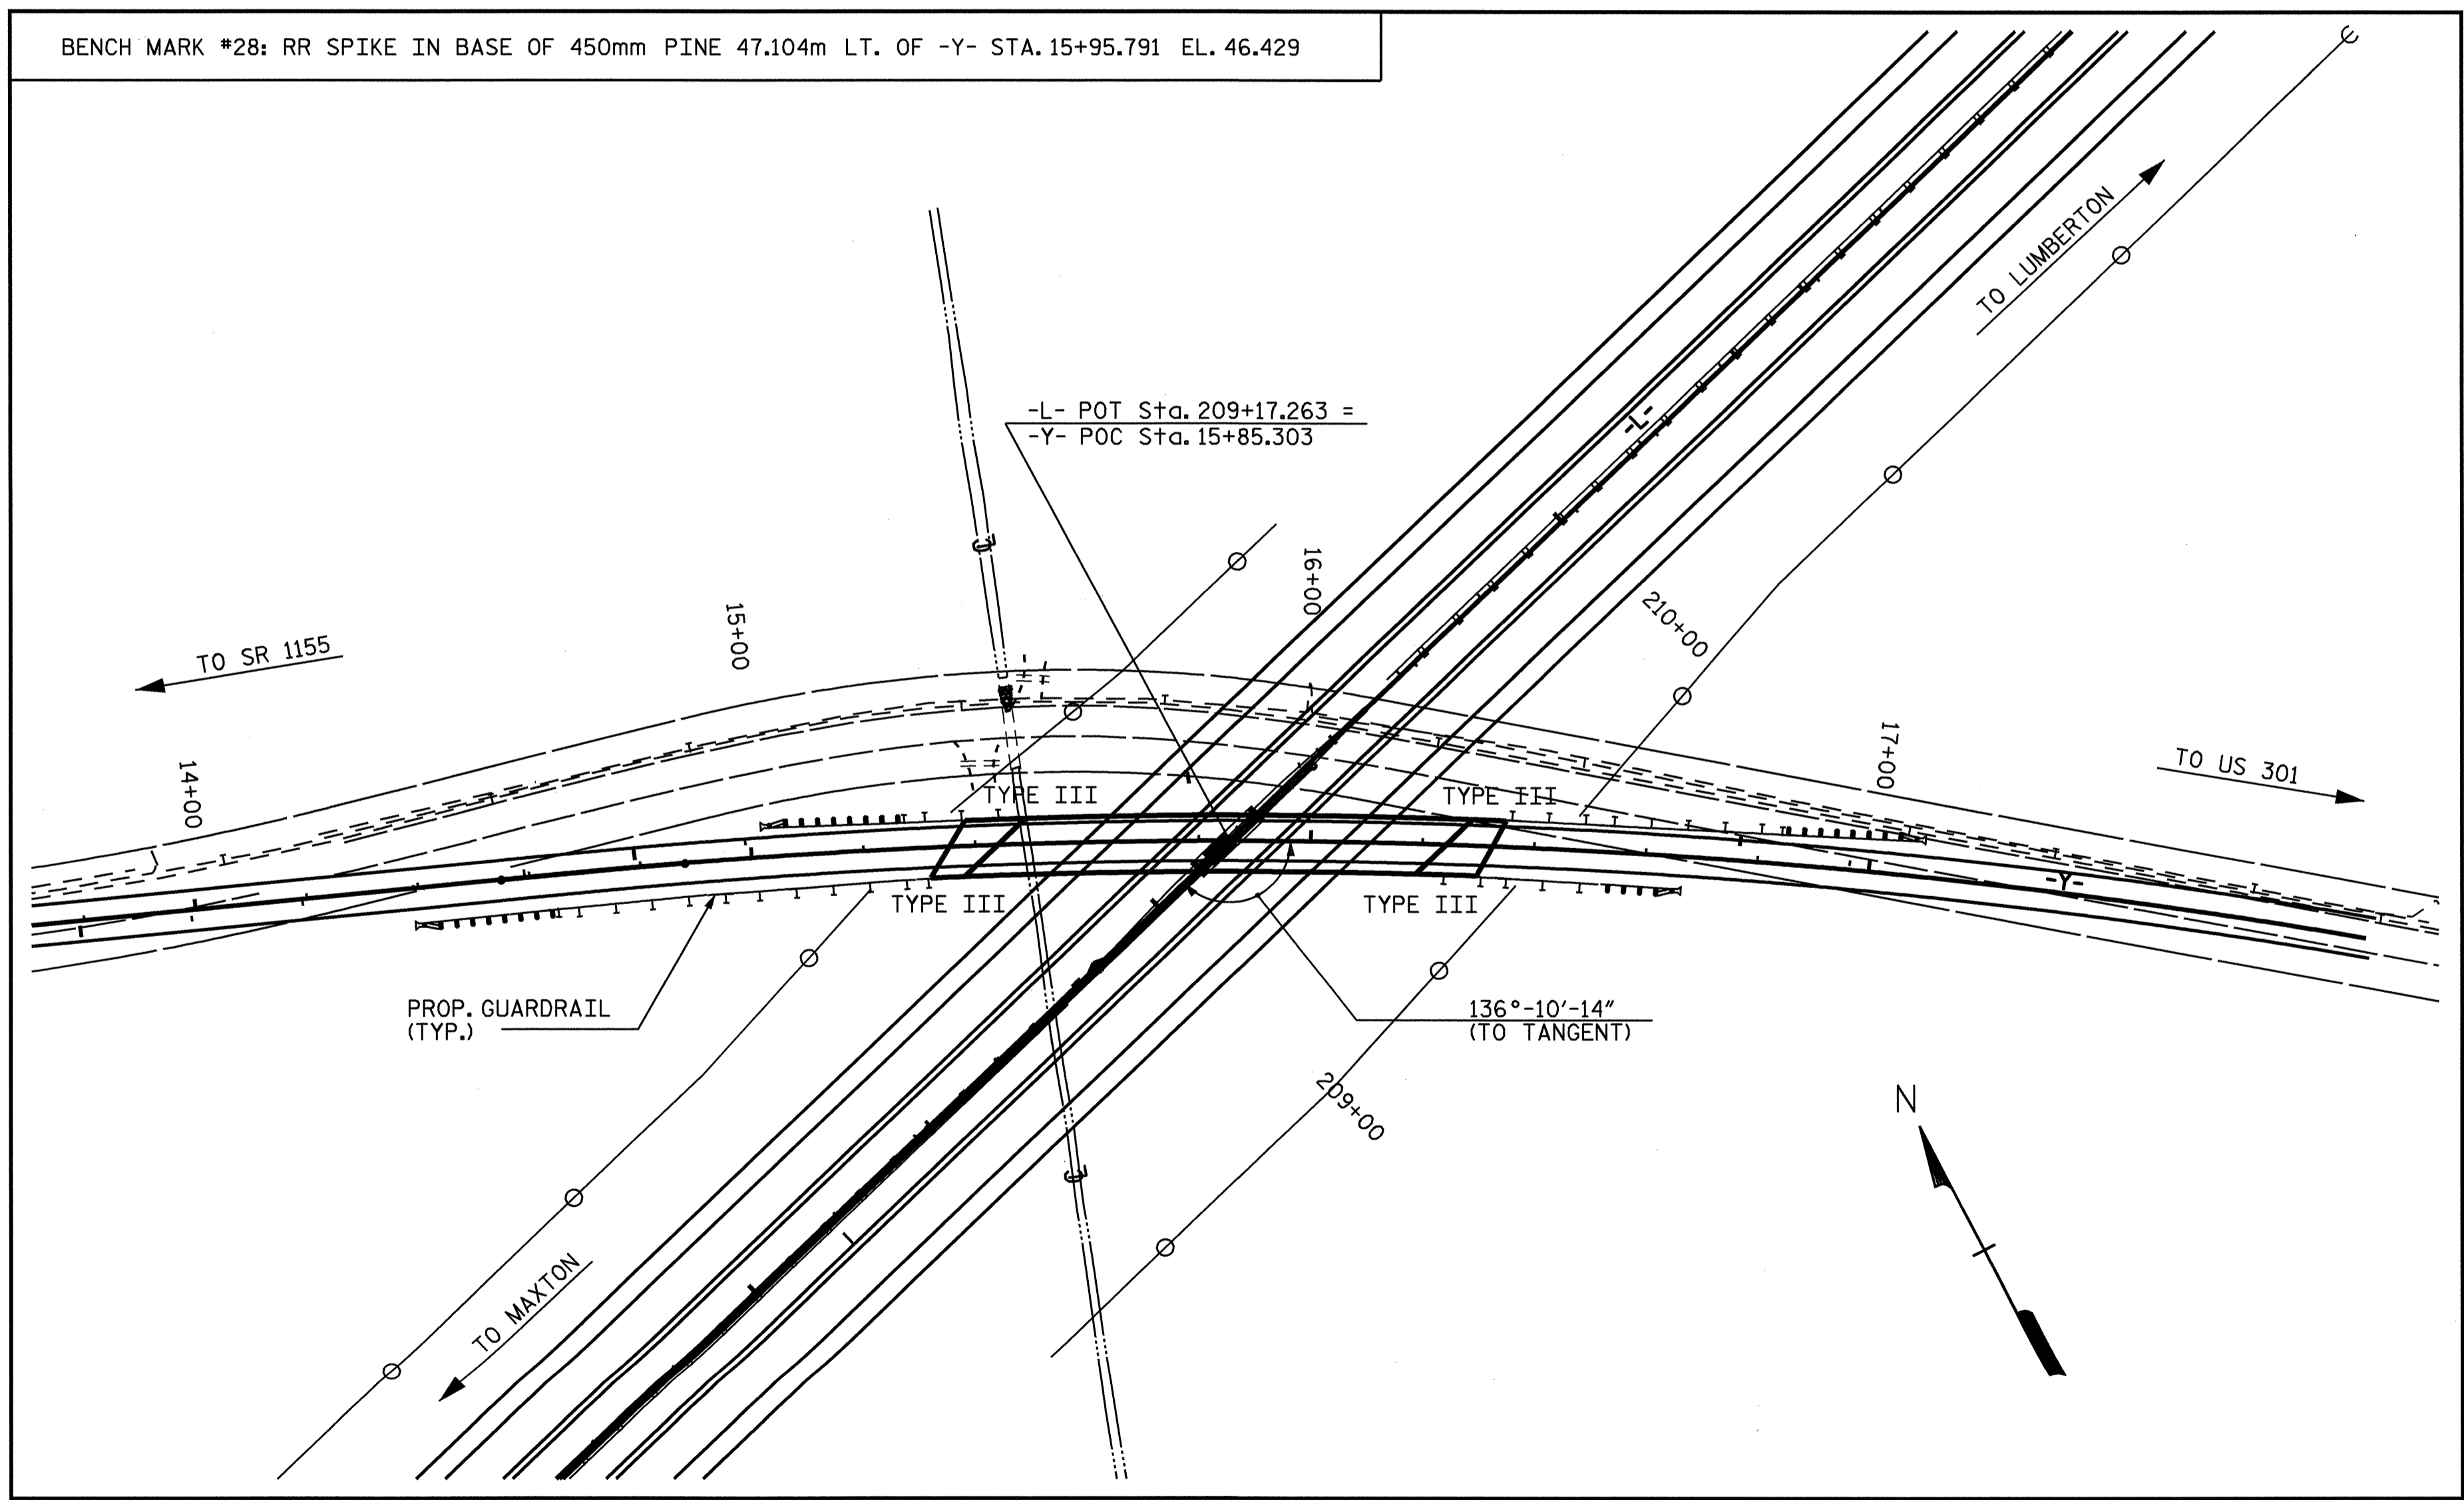 BENCH MARK #28: RR SPIKE IN BASE OF 450mm PINE 47.104m LT. OF -Y- STA. 15+95.791 EL. 46.429
TO LUMBERTON
-L- POT Sta. 209+17.263 =
-Y- POC Sta. 15+85.303
-L-
J
C
16+00
15+00
210+00
TO SR 1155
17+00
TO US 301
14+00
TYPE III
TYPE III
-Y-
TYPE III
TYPE III
PROP. GUARDRAIL
(TYP.)
136°-10'-14"
(TO TANGENT)
209+00
N
J
TO MAXTON